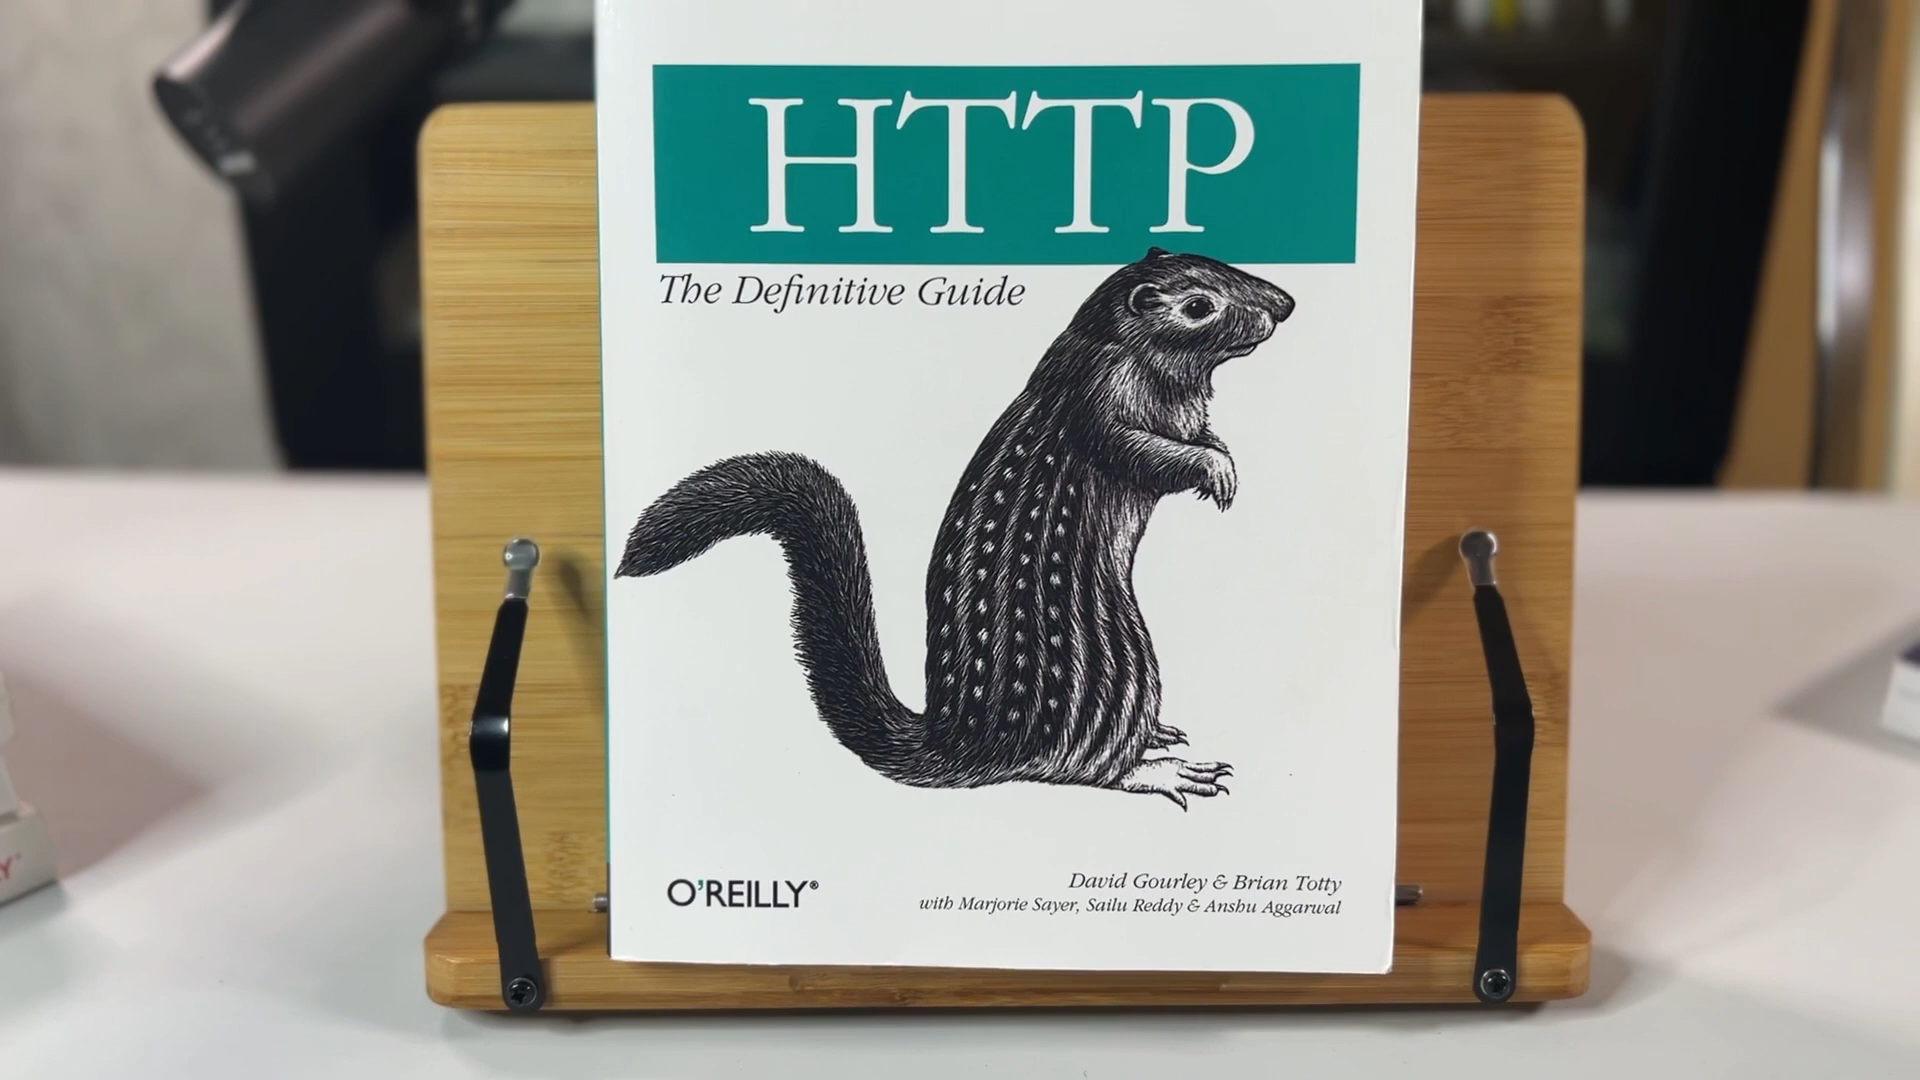 HTTP
The Definitive Guide
O'REILLY®
David Gourley & Brian Totty
with Marjorie Sayer, Sailu Reddy & Anshu Aggarwal